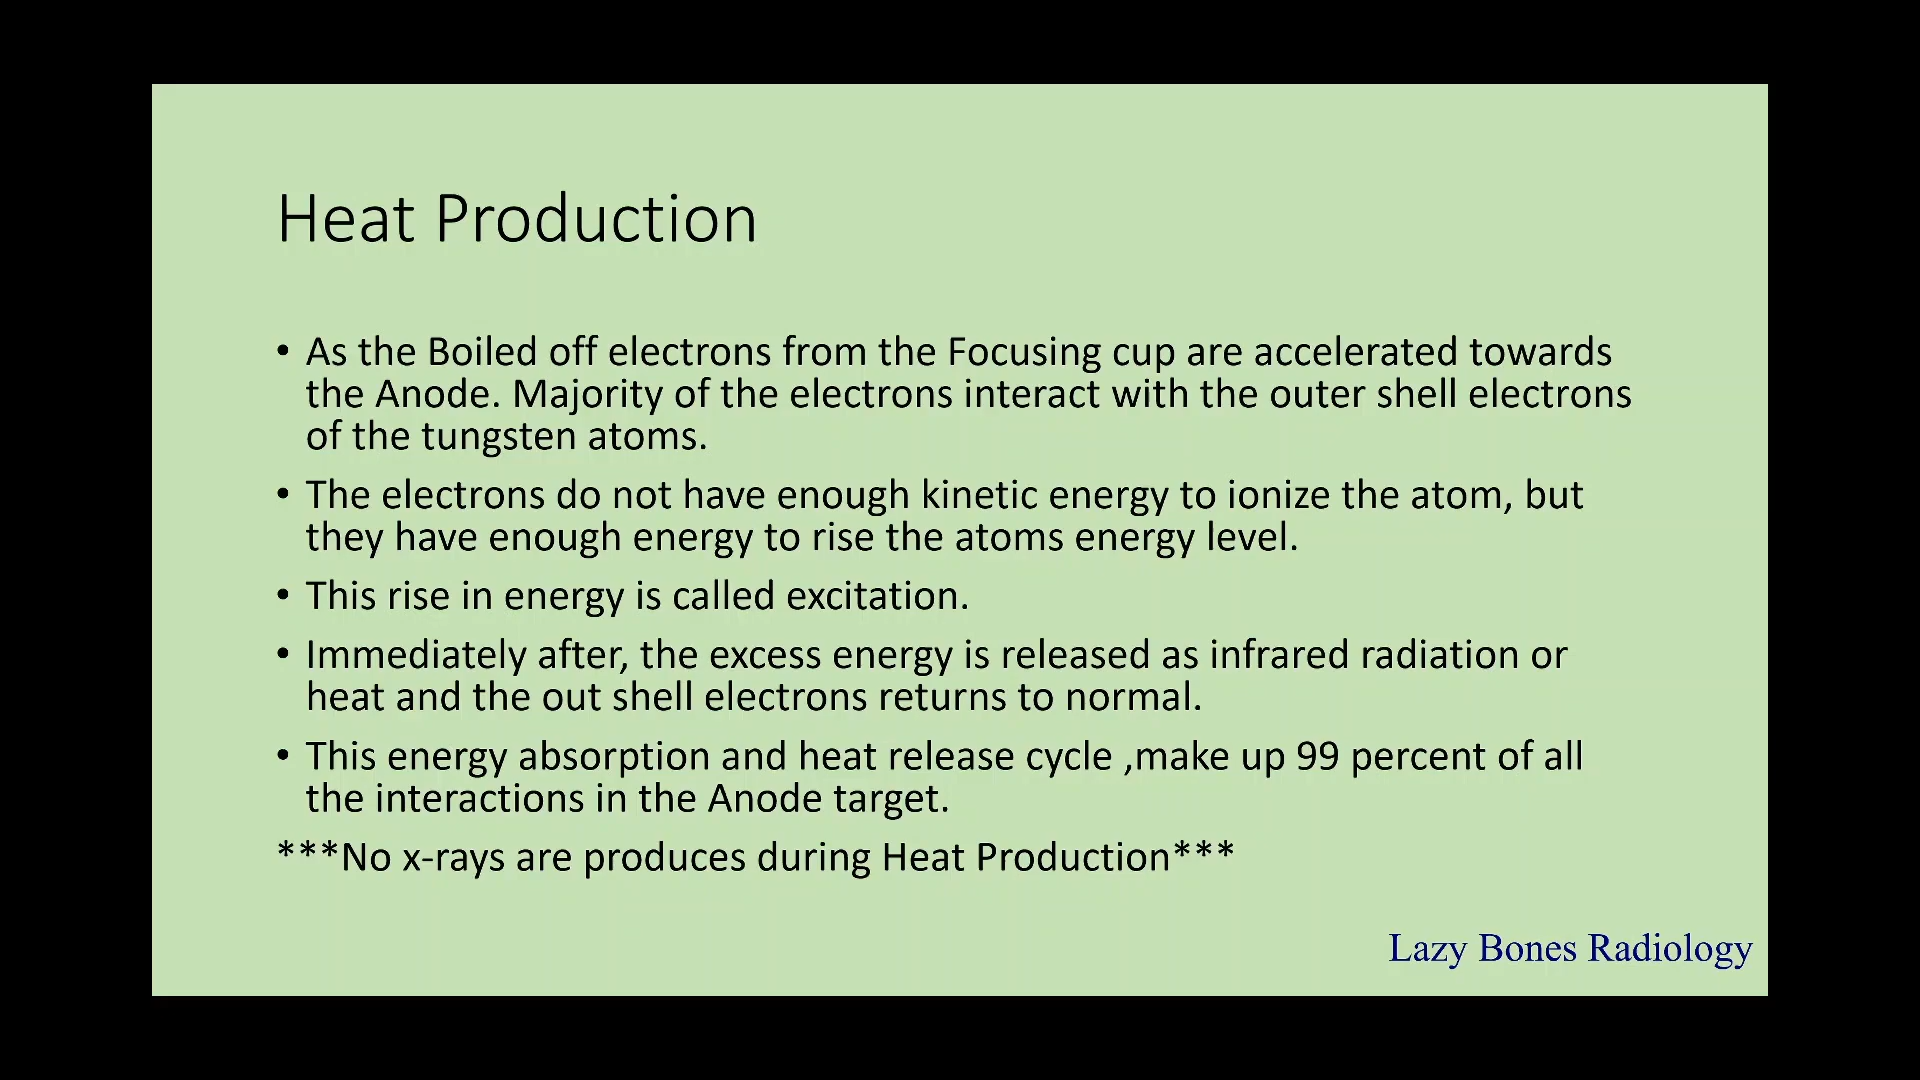 Heat Production
• As the Boiled off electrons from the Focusing cup are accelerated towards
the Anode. Majority of the electrons interact with the outer shell electrons
of the tungsten atoms.
• The electrons do not have enough kinetic energy to ionize the atom, but
they have enough energy to rise the atoms energy level.
• This rise in energy is called excitation.
• Immediately after, the excess energy is released as infrared radiation or
heat and the out shell electrons returns to normal.
• This energy absorption and heat release cycle ,make up 99 percent of all
the interactions in the Anode target.
***No x-rays are produces during Heat Production***
Lazy Bones Radiology